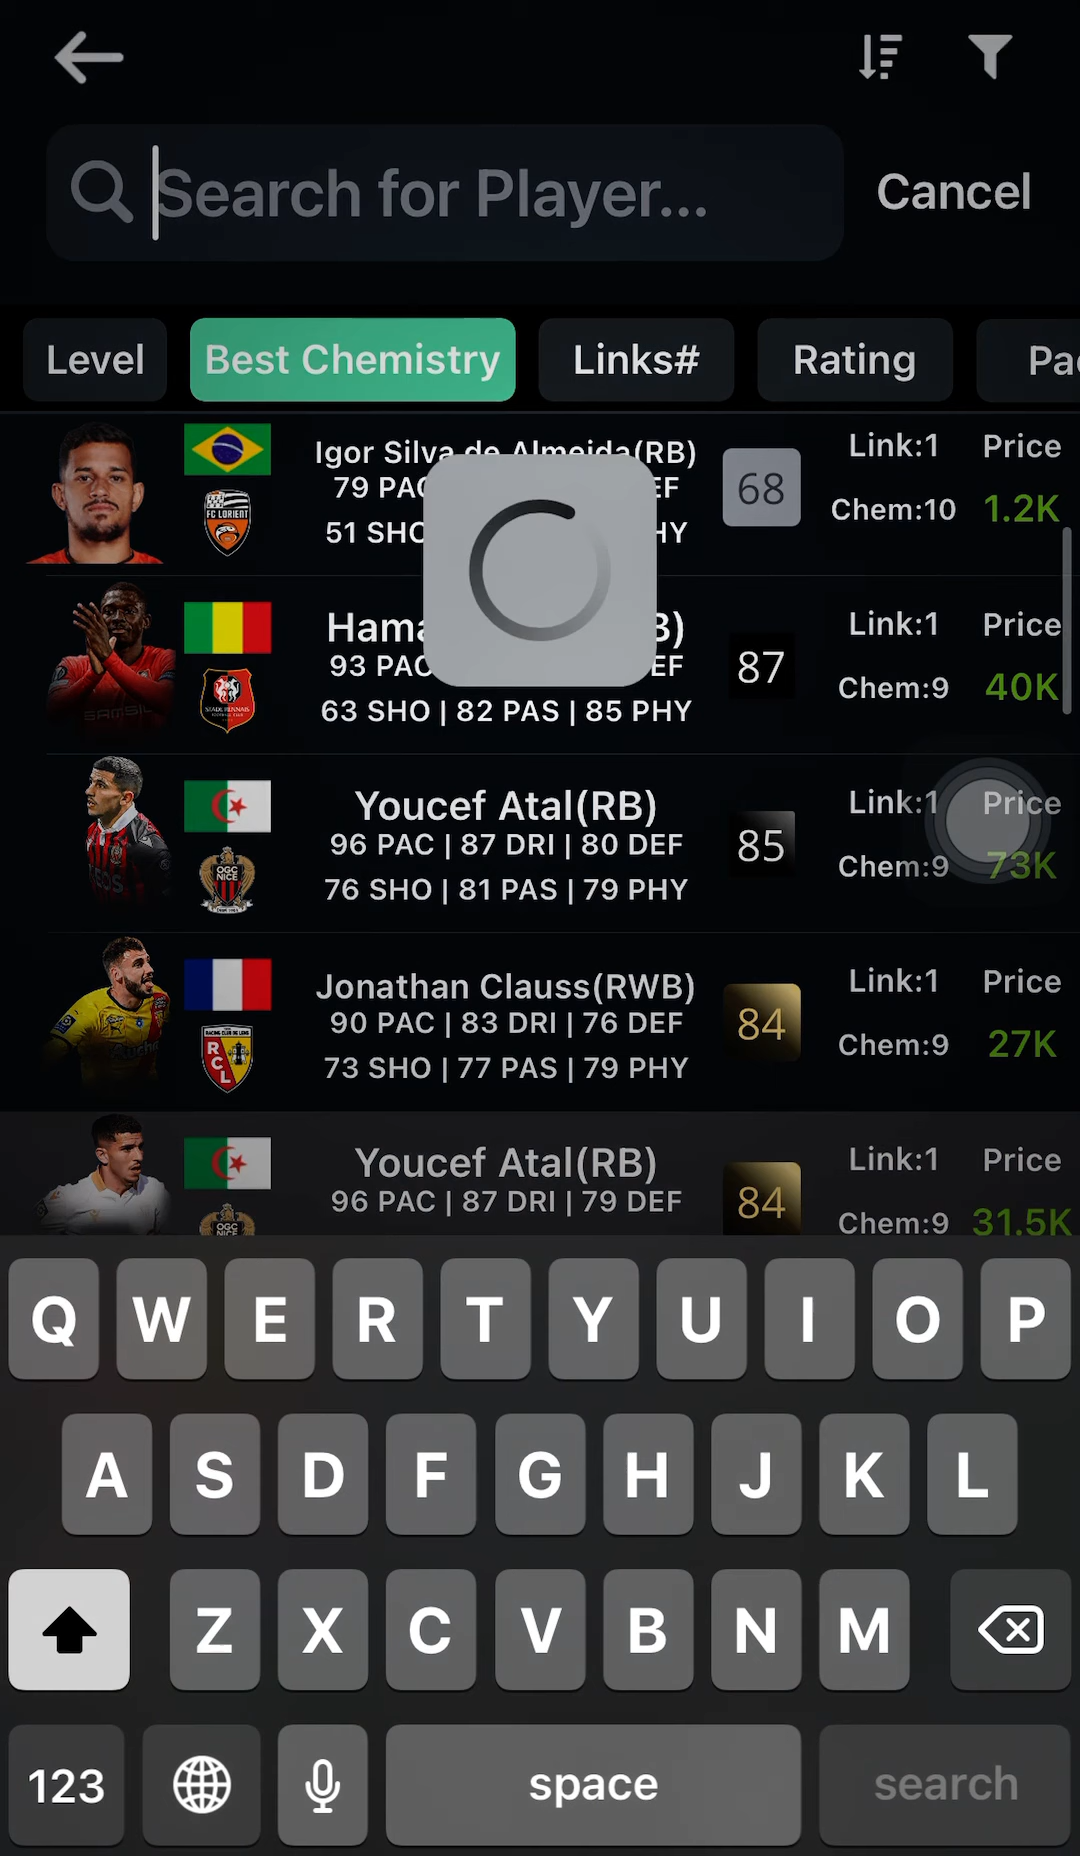 Search for Player...
Cancel
Level
Best Chemistry
Links#
Rating
Igor Silva de Almeida(RB)
79 PAC
51 SHO
68
Link:1
Chem:10
Price
1.2K
93 PAC
63 SHO | 82 PAS | 85 PHY
87
Link:1
Chem:9
Price
40K
Youcef Atal(RB)
96 PAC | 87 DRI | 80 DEF
76 SHO | 81 PAS | 79 PHY
85
Link:1
Chem:9
Price
73K
Jonathan Clauss(RWB)
90 PAC | 83 DRI | 76 DEF
73 SHO | 77 PAS | 79 PHY
84
Link:1
Chem:9
Price
27K
Youcef Atal(RB)
96 PAC | 87 DRI | 79 DEF
84
Link:1
Chem:9
Price
31.5K
Q W E R T Y U I O P
A S D F G H J K L
Z X C V B N M
123
space
search